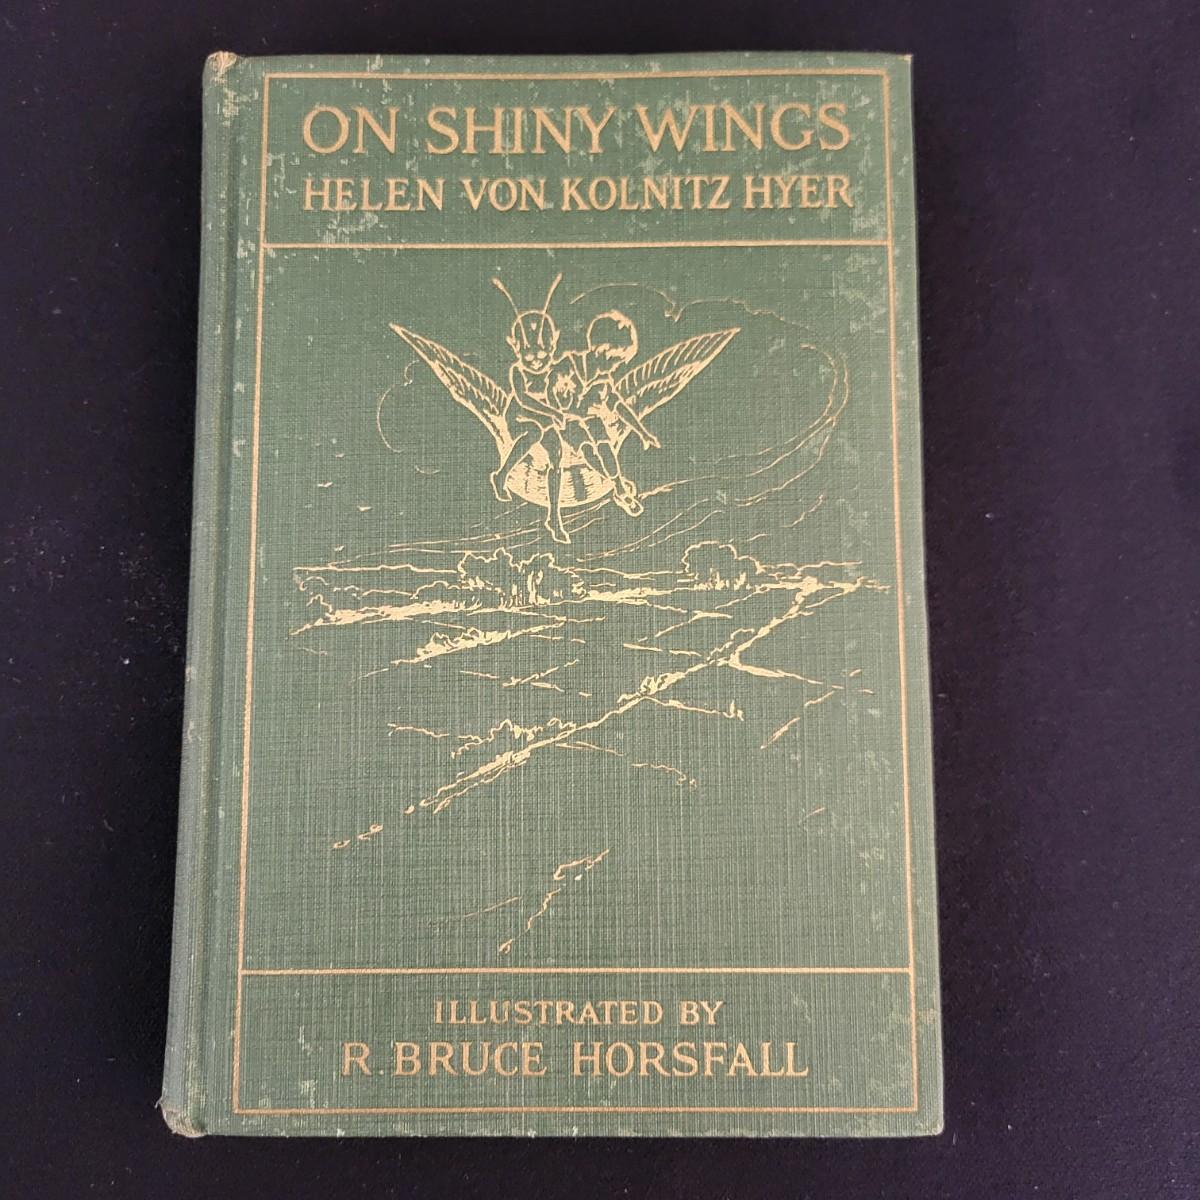 ON SHINY WINGS
HELEN VON KOLNITZ HYER
ILLUSTRATED BY
R. BRUCE HORSFALL